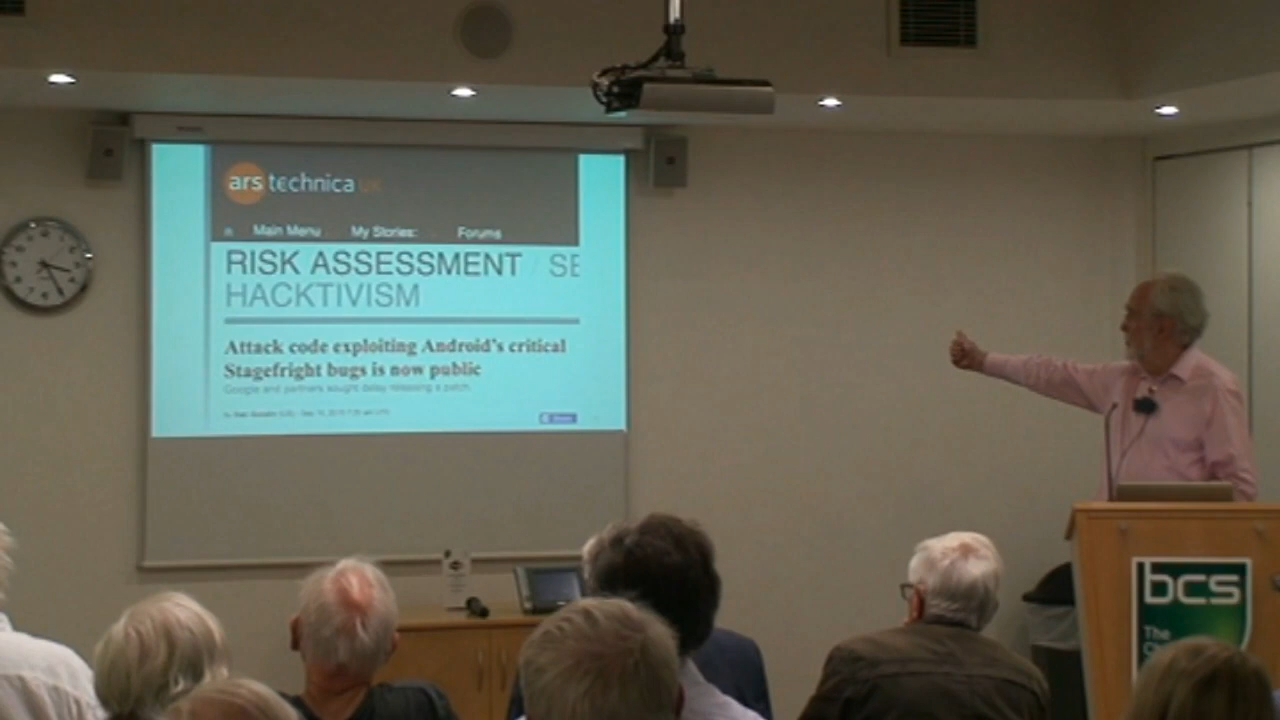 ars technica UK
n Main Menu My Stories: Forums
RISK ASSESSMENT / SE
HACKTIVISM
Attack code exploiting Android's critical
Stagefright bugs is now public
Google and partners sought delay releasing a patch.
bcs
The